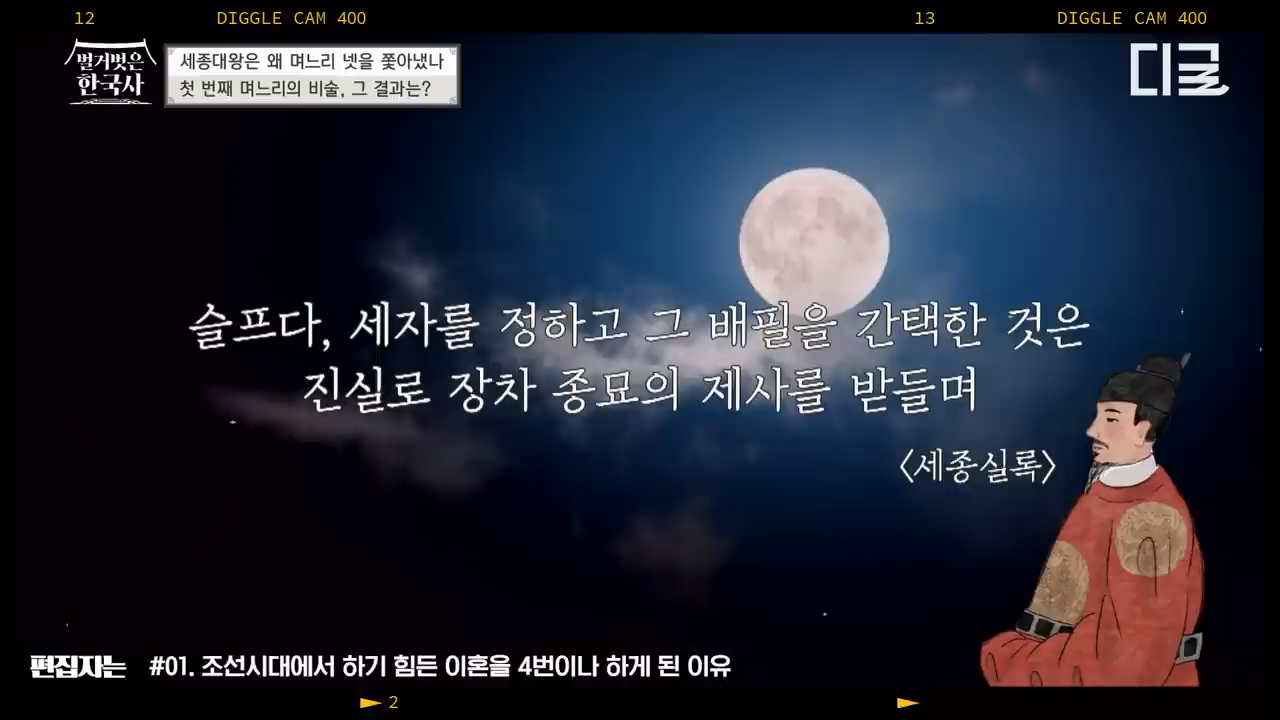 12 DIGGLE CAM 400 13 DIGGLE CAM 400
벌거벗은
한국사
세종대왕은 왜 며느리 넷을 쫓아냈나
첫 번째 며느리의 비술, 그 결과는?
디글
슬프다, 세자를 정하고 그 배필을 간택한 것은
진실로 장차 종묘의 제사를 받들며
〈세종실록〉
편집자는 #01. 조선시대에서 하기 힘든 이혼을 4번이나 하게 된 이유
2